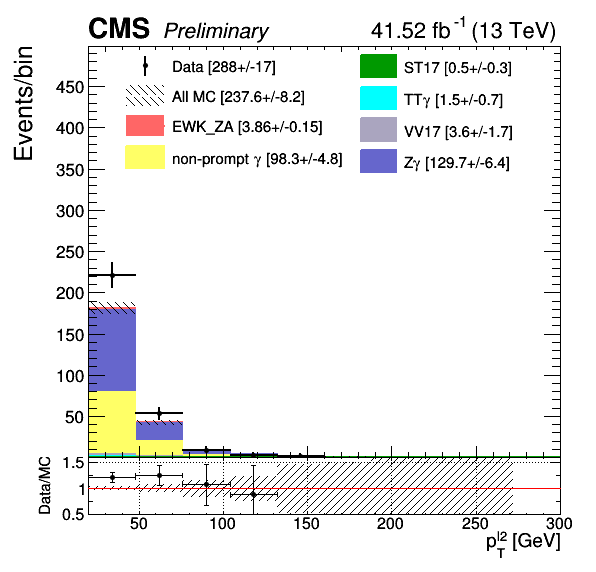 CMS Preliminary 41.52 fb⁻¹ (13 TeV)
Events/bin
Data [288+/-17]
All MC [237.6+/-8.2]
EWK_ZA [3.86+/-0.15]
non-prompt γ [98.3+/-4.8]
ST17 [0.5+/-0.3]
TTγ [1.5+/-0.7]
VV17 [3.6+/-1.7]
Zγ [129.7+/-6.4]
450
400
350
300
250
200
150
100
50
Data/MC
1.5
1
0.5
50 100 150 200 250 300
p_T^l2 [GeV]